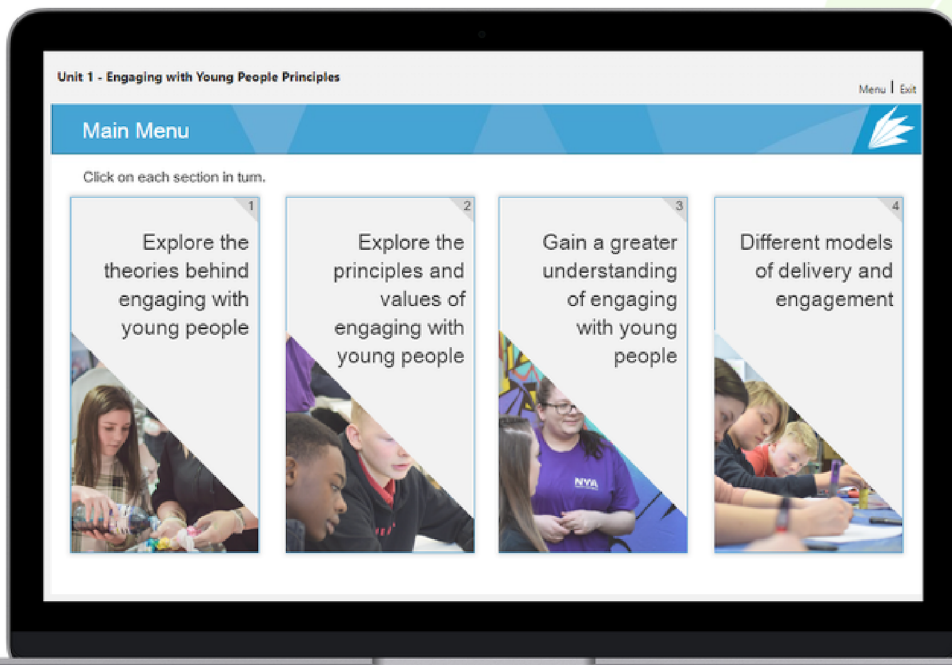 Unit 1 - Engaging with Young People Principles
Menu | Exit
Main Menu
Click on each section in turn.
1
Explore the
theories behind
engaging with
young people
2
Explore the
principles and
values of
engaging with
young people
3
Gain a greater
understanding
of engaging
with young
people
NYA
4
Different models
of delivery and
engagement